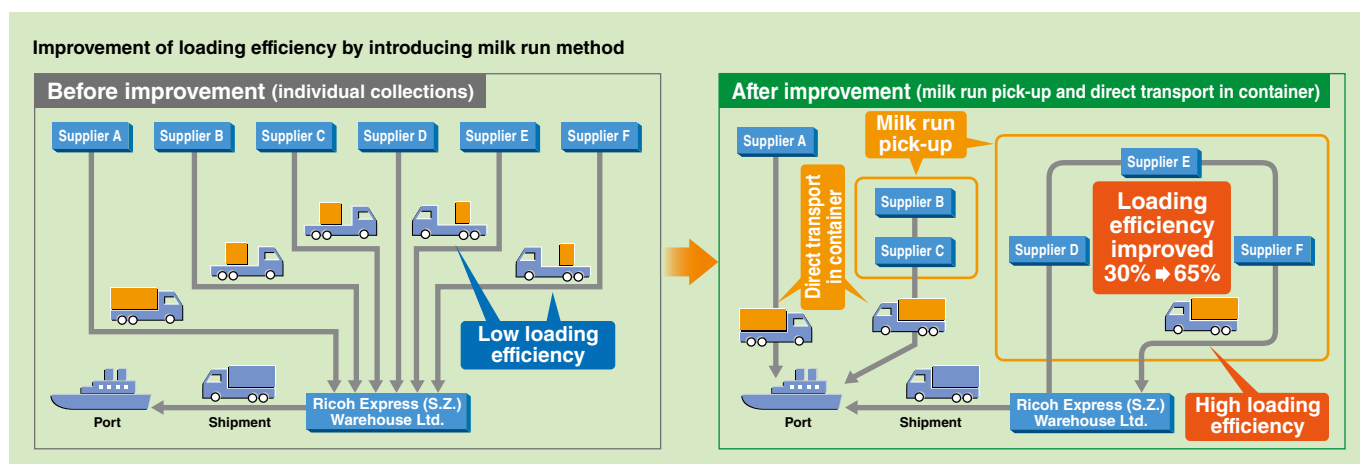 Improvement of loading efficiency by introducing milk run method
Before improvement (individual collections)
Supplier A
Supplier B
Supplier C
Supplier D
Supplier E
Supplier F
Low loading
efficiency
Port
Shipment
Ricoh Express (S.Z.)
Warehouse Ltd.
After improvement (milk run pick-up and direct transport in container)
Supplier A
Milk run
pick-up
Direct transport
in container
Supplier B
Supplier C
Supplier E
Supplier D
Loading
efficiency
improved
30% ➡ 65%
Supplier F
Port
Shipment
Ricoh Express (S.Z.)
Warehouse Ltd.
High loading
efficiency